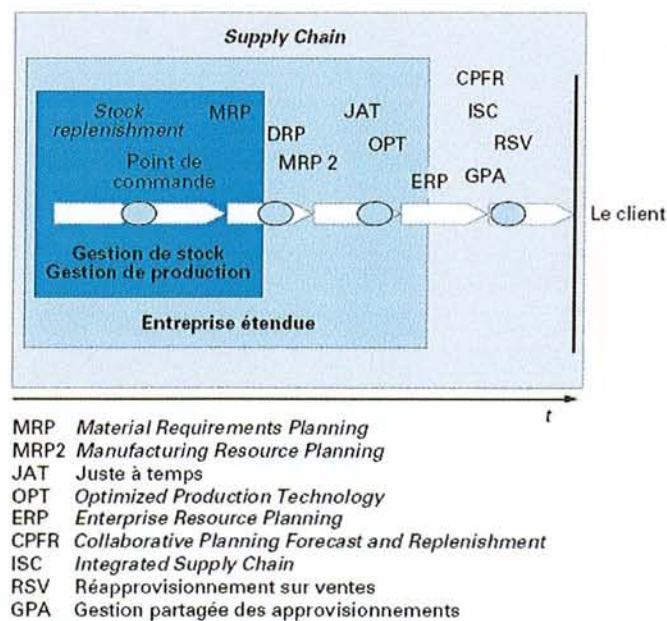 Supply Chain
CPFR
Stock
replenishment
MRP
JAT
ISC
DRP
OPT
RSV
Point de
commande
MRP 2
ERP
GPA
Le client
Gestion de stock
Gestion de production
Entreprise étendue
t
MRP Material Requirements Planning
MRP2 Manufacturing Resource Planning
JAT Juste à temps
OPT Optimized Production Technology
ERP Enterprise Resource Planning
CPFR Collaborative Planning Forecast and Replenishment
ISC Integrated Supply Chain
RSV Réapprovisionnement sur ventes
GPA Gestion partagée des approvisionnements